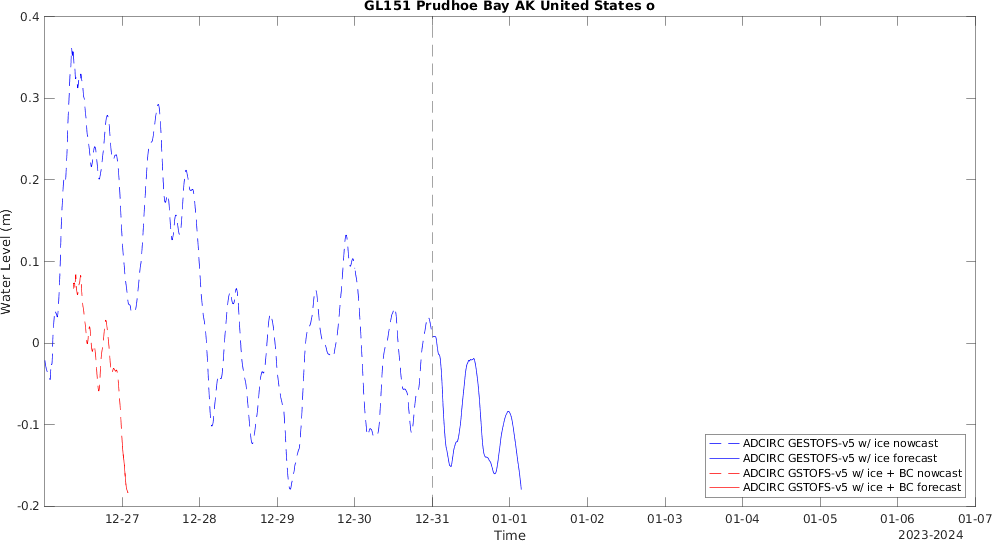 GL151 Prudhoe Bay AK United States o
0.4
0.3
0.2
0.1
0
-0.1
-0.2
Water Level (m)
12-27 12-28 12-29 12-30 12-31 01-01 01-02 01-03 01-04 01-05 01-06 01-07
Time
2023-2024
ADCIRC GESTOFS-v5 w/ ice nowcast
ADCIRC GESTOFS-v5 w/ ice forecast
ADCIRC GSTOFS-v5 w/ ice + BC nowcast
ADCIRC GSTOFS-v5 w/ ice + BC forecast